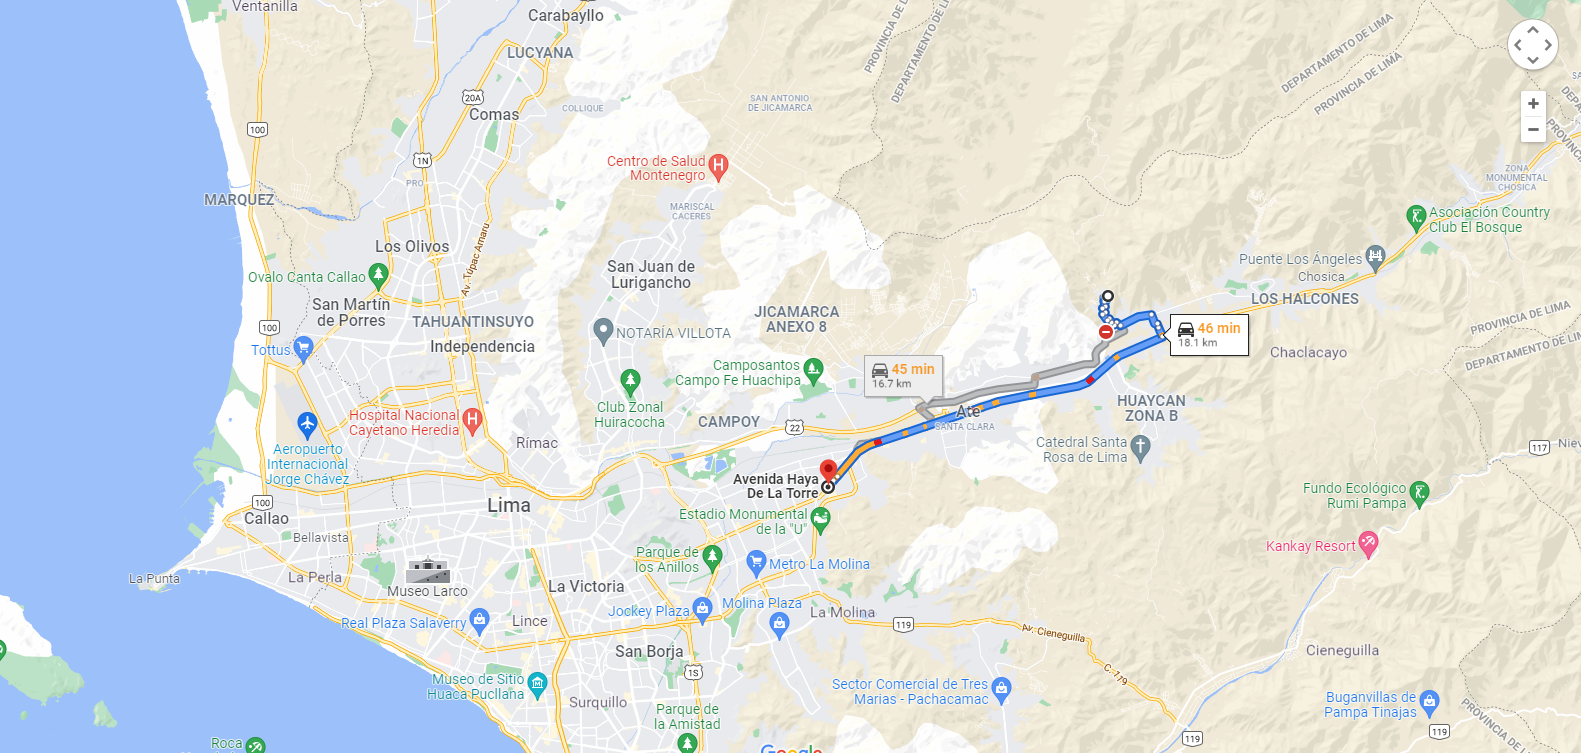 Ventanilla
Carabayllo
LUCYANA
20A
COLLIQUE
SAN ANTONIO
DE JICAMARCA
PROVINCIA DE L
DEPARTAMENTO DE LIMA
DEPARTAMENTO DE LIMA
PROVINCIA DE LIMA
100
Comas
1N
PRO
MARQUEZ
Centro de Salud
Montenegro
MARISCAL
CACERES
ZONA
MONUMENTAL
CHOSICA
Asociación Country
Club El Bosque
Los Olivos
Av. Túpac Amaru
Ovalo Canta Callao
San Juan de
Lurigancho
Puente Los Ángeles
Chosica
LOS HALCONES
San Martín
de Porres
TAHUANTINSUYO
Independencia
JICAMARCA
ANEXO 8
NOTARÍA VILLOTA
100
Tottus
46 min
18.1 km
PROVINCIA DE LIMA
DEPARTAMENTO DE LIMA
Chaclacayo
Camposantos
Campo Fe Huachipa
45 min
16.7 km
Club Zonal
Huiracocha
HUAYCAN
ZONA B
Hospital Nacional
Cayetano Heredia
CAMPOY
22
Ate
SANTA CLARA
Rímac
Catedral Santa
Rosa de Lima
117
Aeropuerto
Internacional
Jorge Chávez
Avenida Haya
De La Torre
Lima
100
Callao
Fundo Ecológico
Rumi Pampa
Estadio Monumental
de la "U"
Bellavista
Kankay Resort
Parque de
los Anillos
Metro La Molina
La Punta
La Perla
Museo Larco
La Victoria
Jockey Plaza
Molina Plaza
La Molina
119
Av. Cieneguilla
Real Plaza Salaverry
Lince
San Borja
Cieneguilla
1S
119
Museo de Sitio
Huaca Pucllana
Surquillo
Sector Comercial de Tres
Marías - Pachacamac
Buganvillas de
Pampa Tinajas
Parque de
la Amistad
119
119
Roca
Google